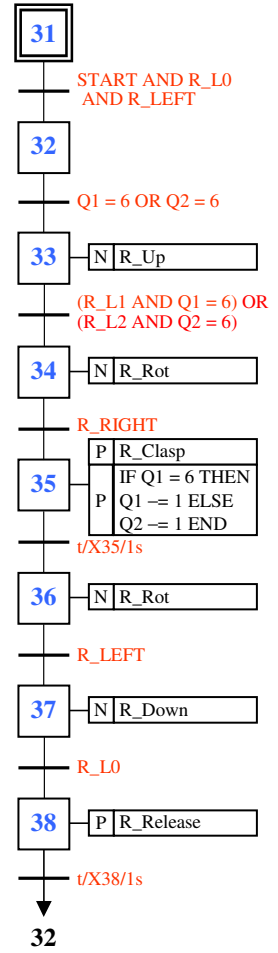 31
START AND R_L0
AND R_LEFT
32
Q1 = 6 OR Q2 = 6
33
N R_Up
(R_L1 AND Q1 = 6) OR
(R_L2 AND Q2 = 6)
34
N R_Rot
R_RIGHT
P R_Clasp
35
P
IF Q1 = 6 THEN
Q1 –= 1 ELSE
Q2 –= 1 END
t/X35/1s
36
N R_Rot
R_LEFT
37
N R_Down
R_L0
38
P R_Release
t/X38/1s
32